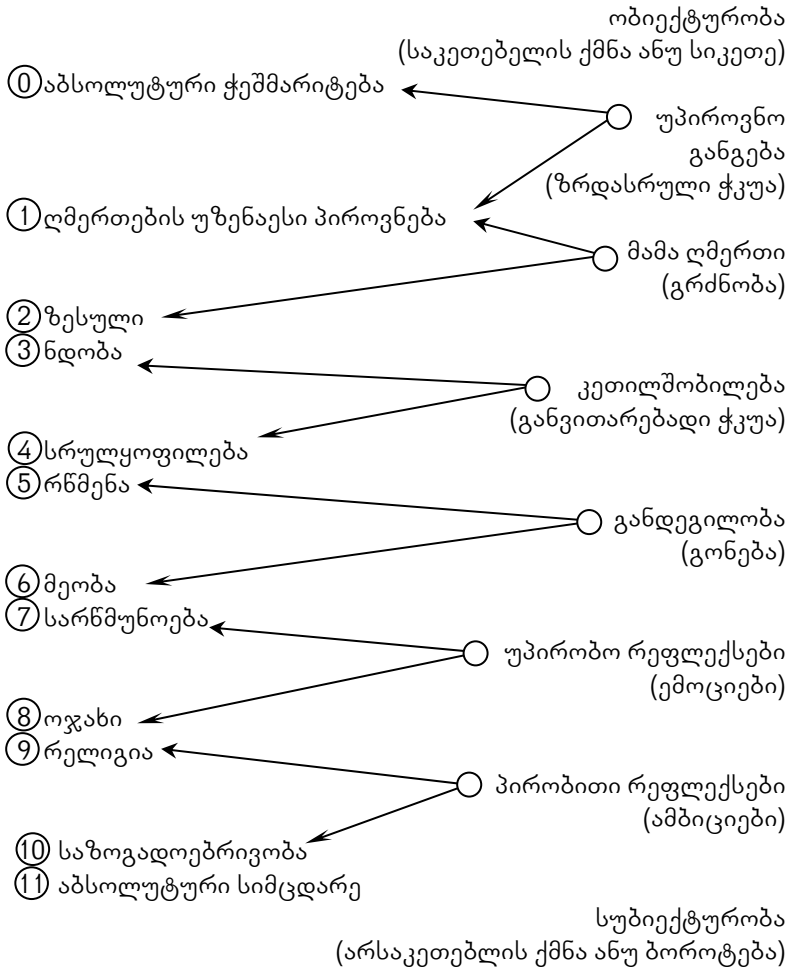 ობიექტურობა
(საკეთებელის ქმნა ანუ სიკეთე)
0 აბსოლუტური ჭეშმარიტება
უპიროვნო
განგება
(ზრდასრული ჭკუა)
1 ღმერთების უზენაესი პიროვნება
მამა ღმერთი
(გრძნობა)
2 ზესული
3 ნდობა
კეთილშობილება
(განვითარებადი ჭკუა)
4 სრულყოფილება
5 რწმენა
განდეგილობა
(გონება)
6 მეობა
7 სარწმუნოება
უპირობო რეფლექსები
(ემოციები)
8 ოჯახი
9 რელიგია
პირობითი რეფლექსები
(ამბიციები)
10 საზოგადოებრივობა
11 აბსოლუტური სიმცდარე
სუბიექტურობა
(არსაკეთებლის ქმნა ანუ ბოროტება)